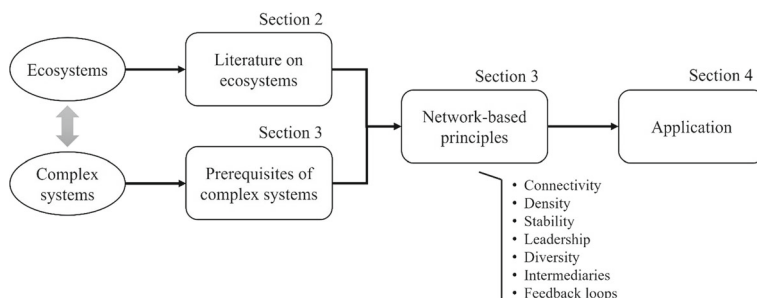 Section 2
Ecosystems
Literature on
ecosystems
Section 3
Complex
systems
Prerequisites of
complex systems
Section 3
Network-based
principles
Section 4
Application
• Connectivity
• Density
• Stability
• Leadership
• Diversity
• Intermediaries
• Feedback loops